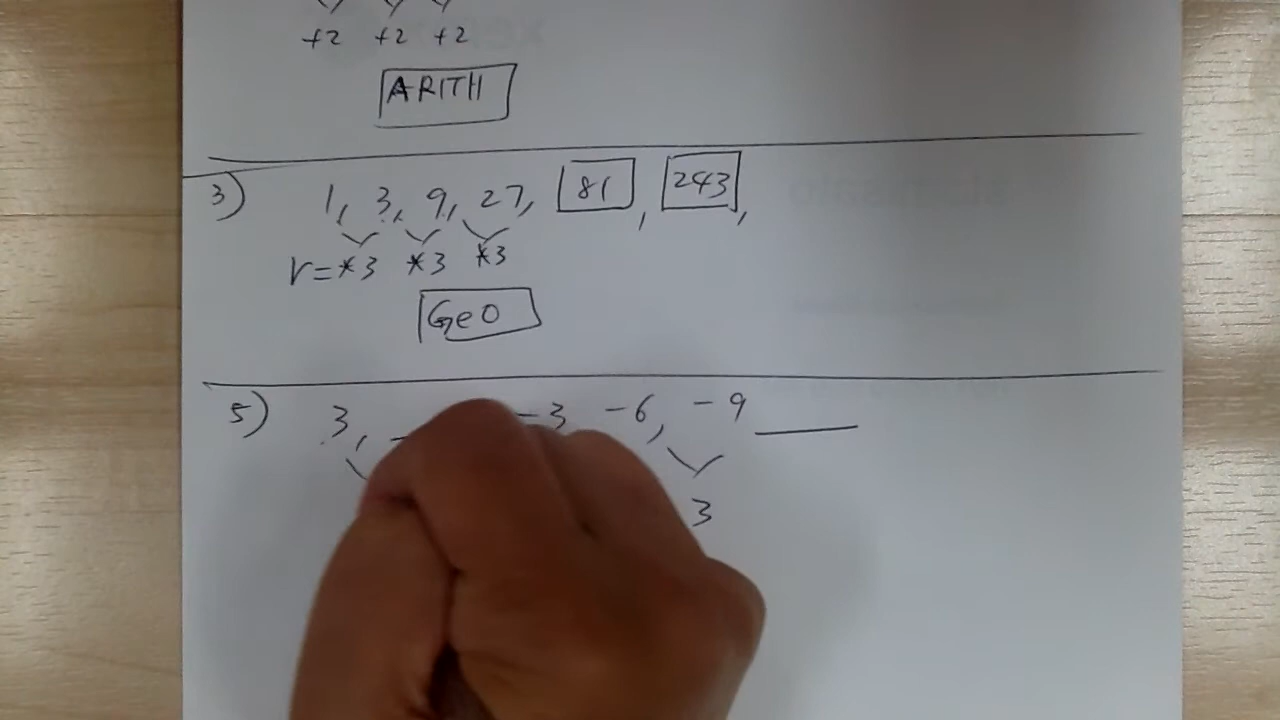 +2 +2 +2
ARITH
3) 1, 3, 9, 27, 81, 243,
r=*3 *3 *3
GeO
5) 3, -3 -6, -9
3